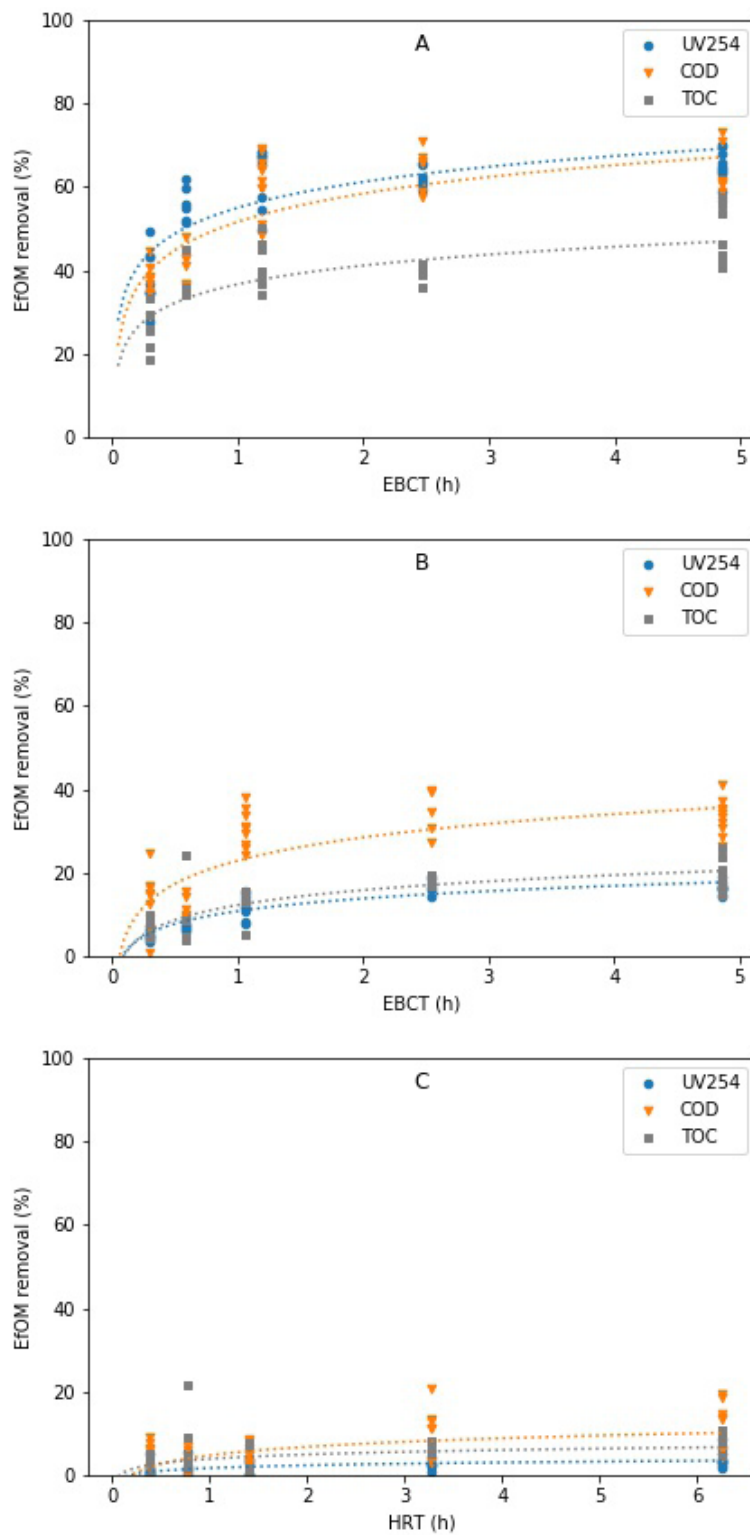 100
A
UV254
COD
TOC
80
60
40
20
0
EfOM removal (%)
0 1 2 3 4 5
EBCT (h)
100
B
UV254
COD
TOC
80
60
40
20
0
EfOM removal (%)
0 1 2 3 4 5
EBCT (h)
100
C
UV254
COD
TOC
80
60
40
20
0
EfOM removal (%)
0 1 2 3 4 5 6
HRT (h)